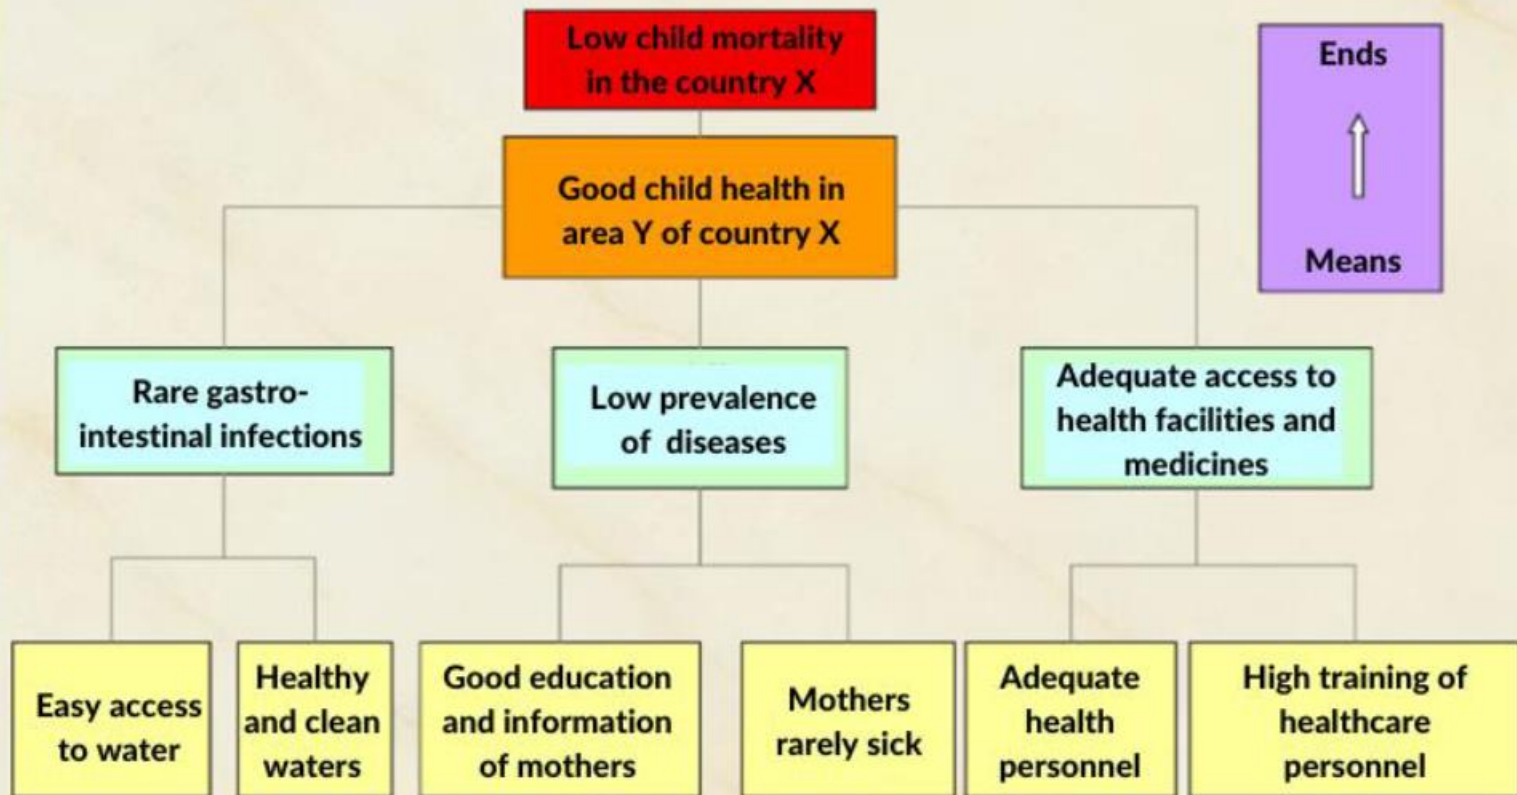 Low child mortality
in the country X
Ends
Means
Good child health in
area Y of country X
Rare gastro-
intestinal infections
Low prevalence
of diseases
Adequate access to
health facilities and
medicines
Easy access
to water
Healthy
and clean
waters
Good education
and information
of mothers
Mothers
rarely sick
Adequate
health
personnel
High training of
healthcare
personnel